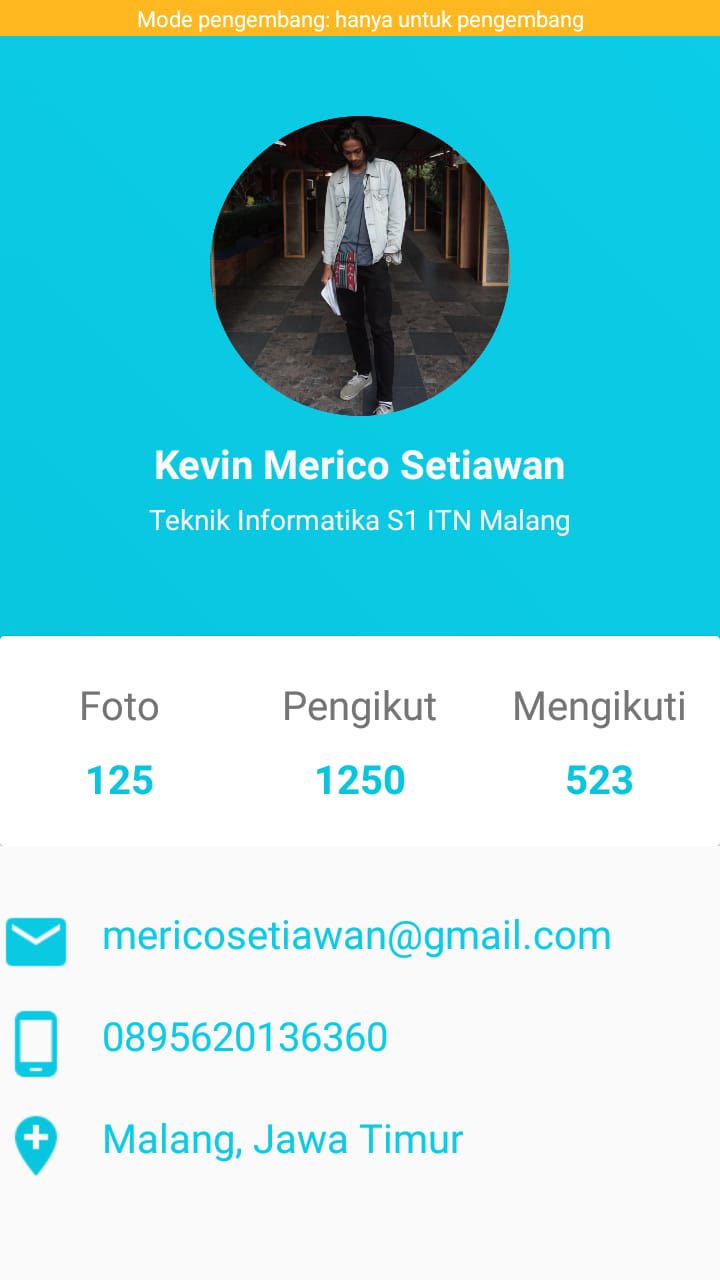 Mode pengembang: hanya untuk pengembang
Kevin Merico Setiawan
Teknik Informatika S1 ITN Malang
Foto Pengikut Mengikuti
125 1250 523
mericosetiawan@gmail.com
0895620136360
Malang, Jawa Timur